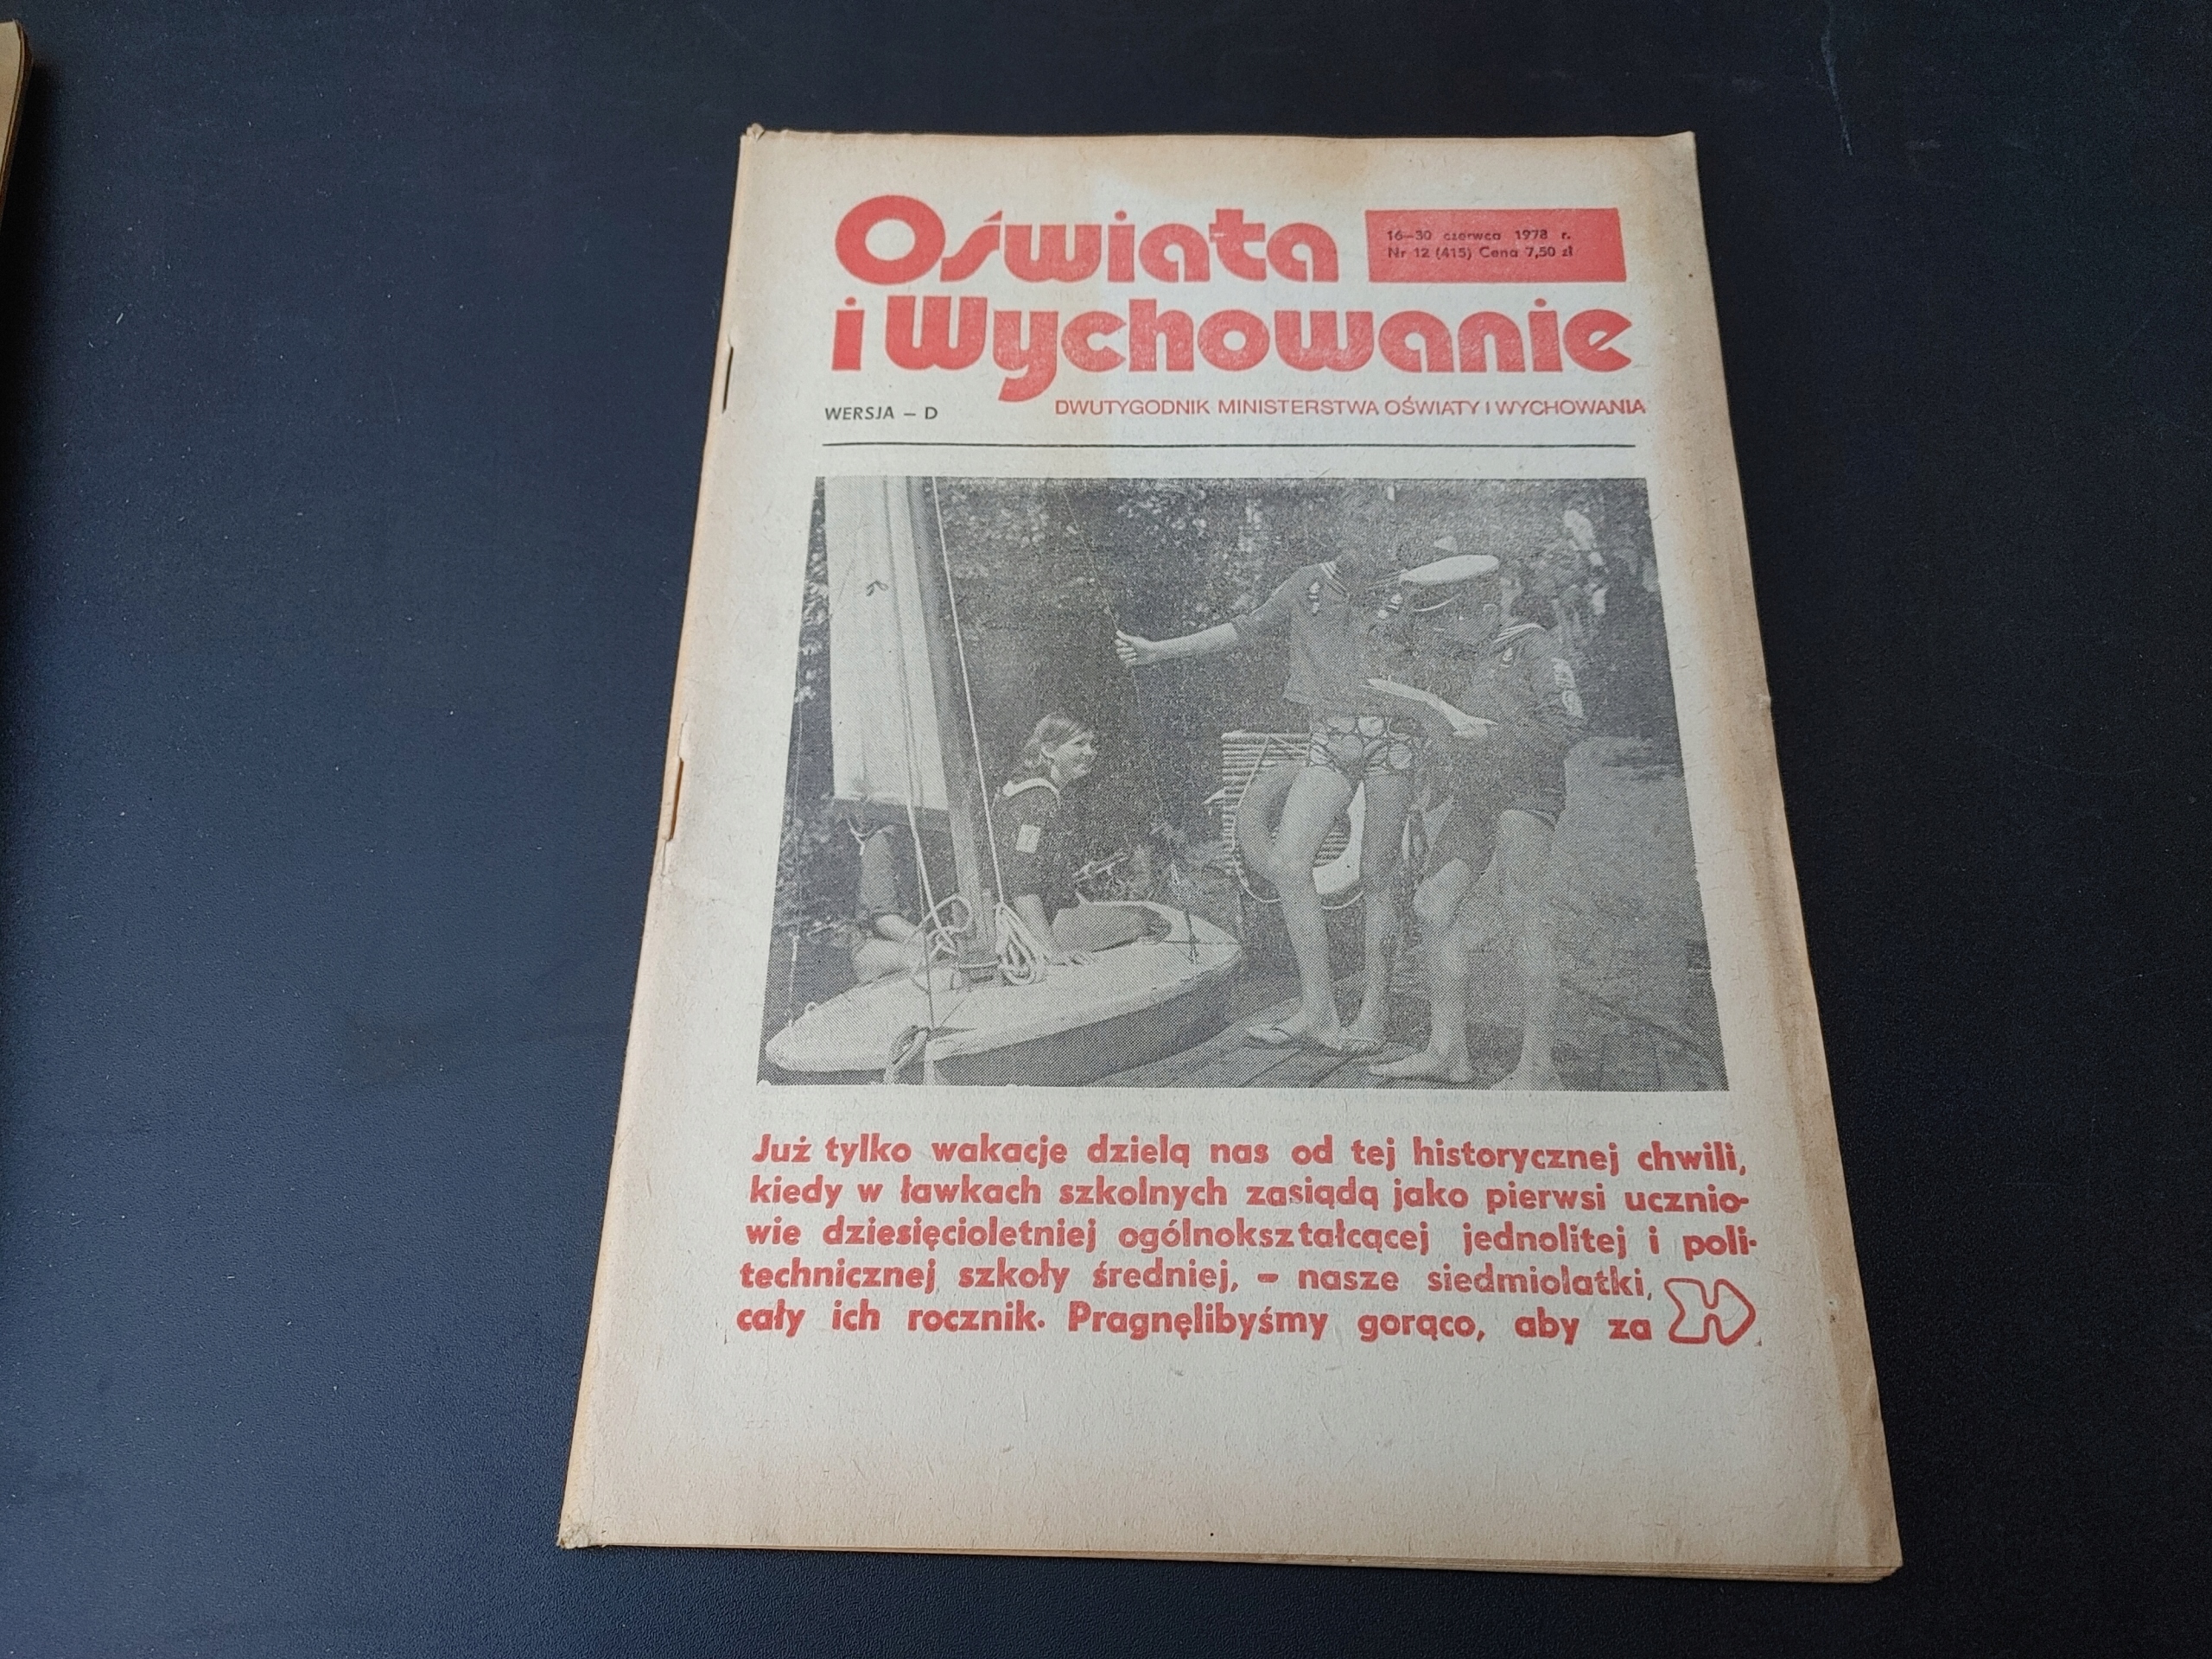 Oświata
16—30 czerwca 1978 r.
Nr 12 (415) Cena 7,50 zł
i Wychowanie
WERSJA — D
DWUTYGODNIK MINISTERSTWA OŚWIATY I WYCHOWANIA
Już tylko wakacje dzielą nas od tej historycznej chwili,
kiedy w ławkach szkolnych zasiądą jako pierwsi ucznio-
wie dziesięcioletniej ogólnokształcącej jednolitej i poli-
technicznej szkoły średniej, — nasze siedmiolatki,
cały ich rocznik. Pragnęlibyśmy gorąco, aby za